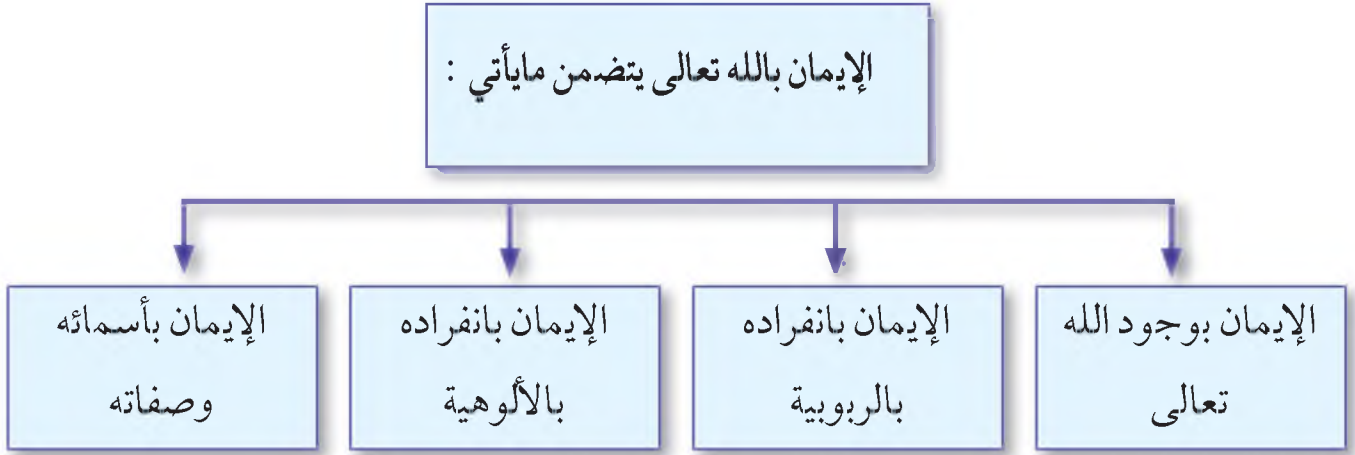 الإيمان بالله تعالى يتضمن مايأتي :
الإيمان بوجود الله
تعالى
الإيمان بانفراده
بالربوبية
الإيمان بانفراده
بالألوهية
الإيمان بأسمائه
وصفاته